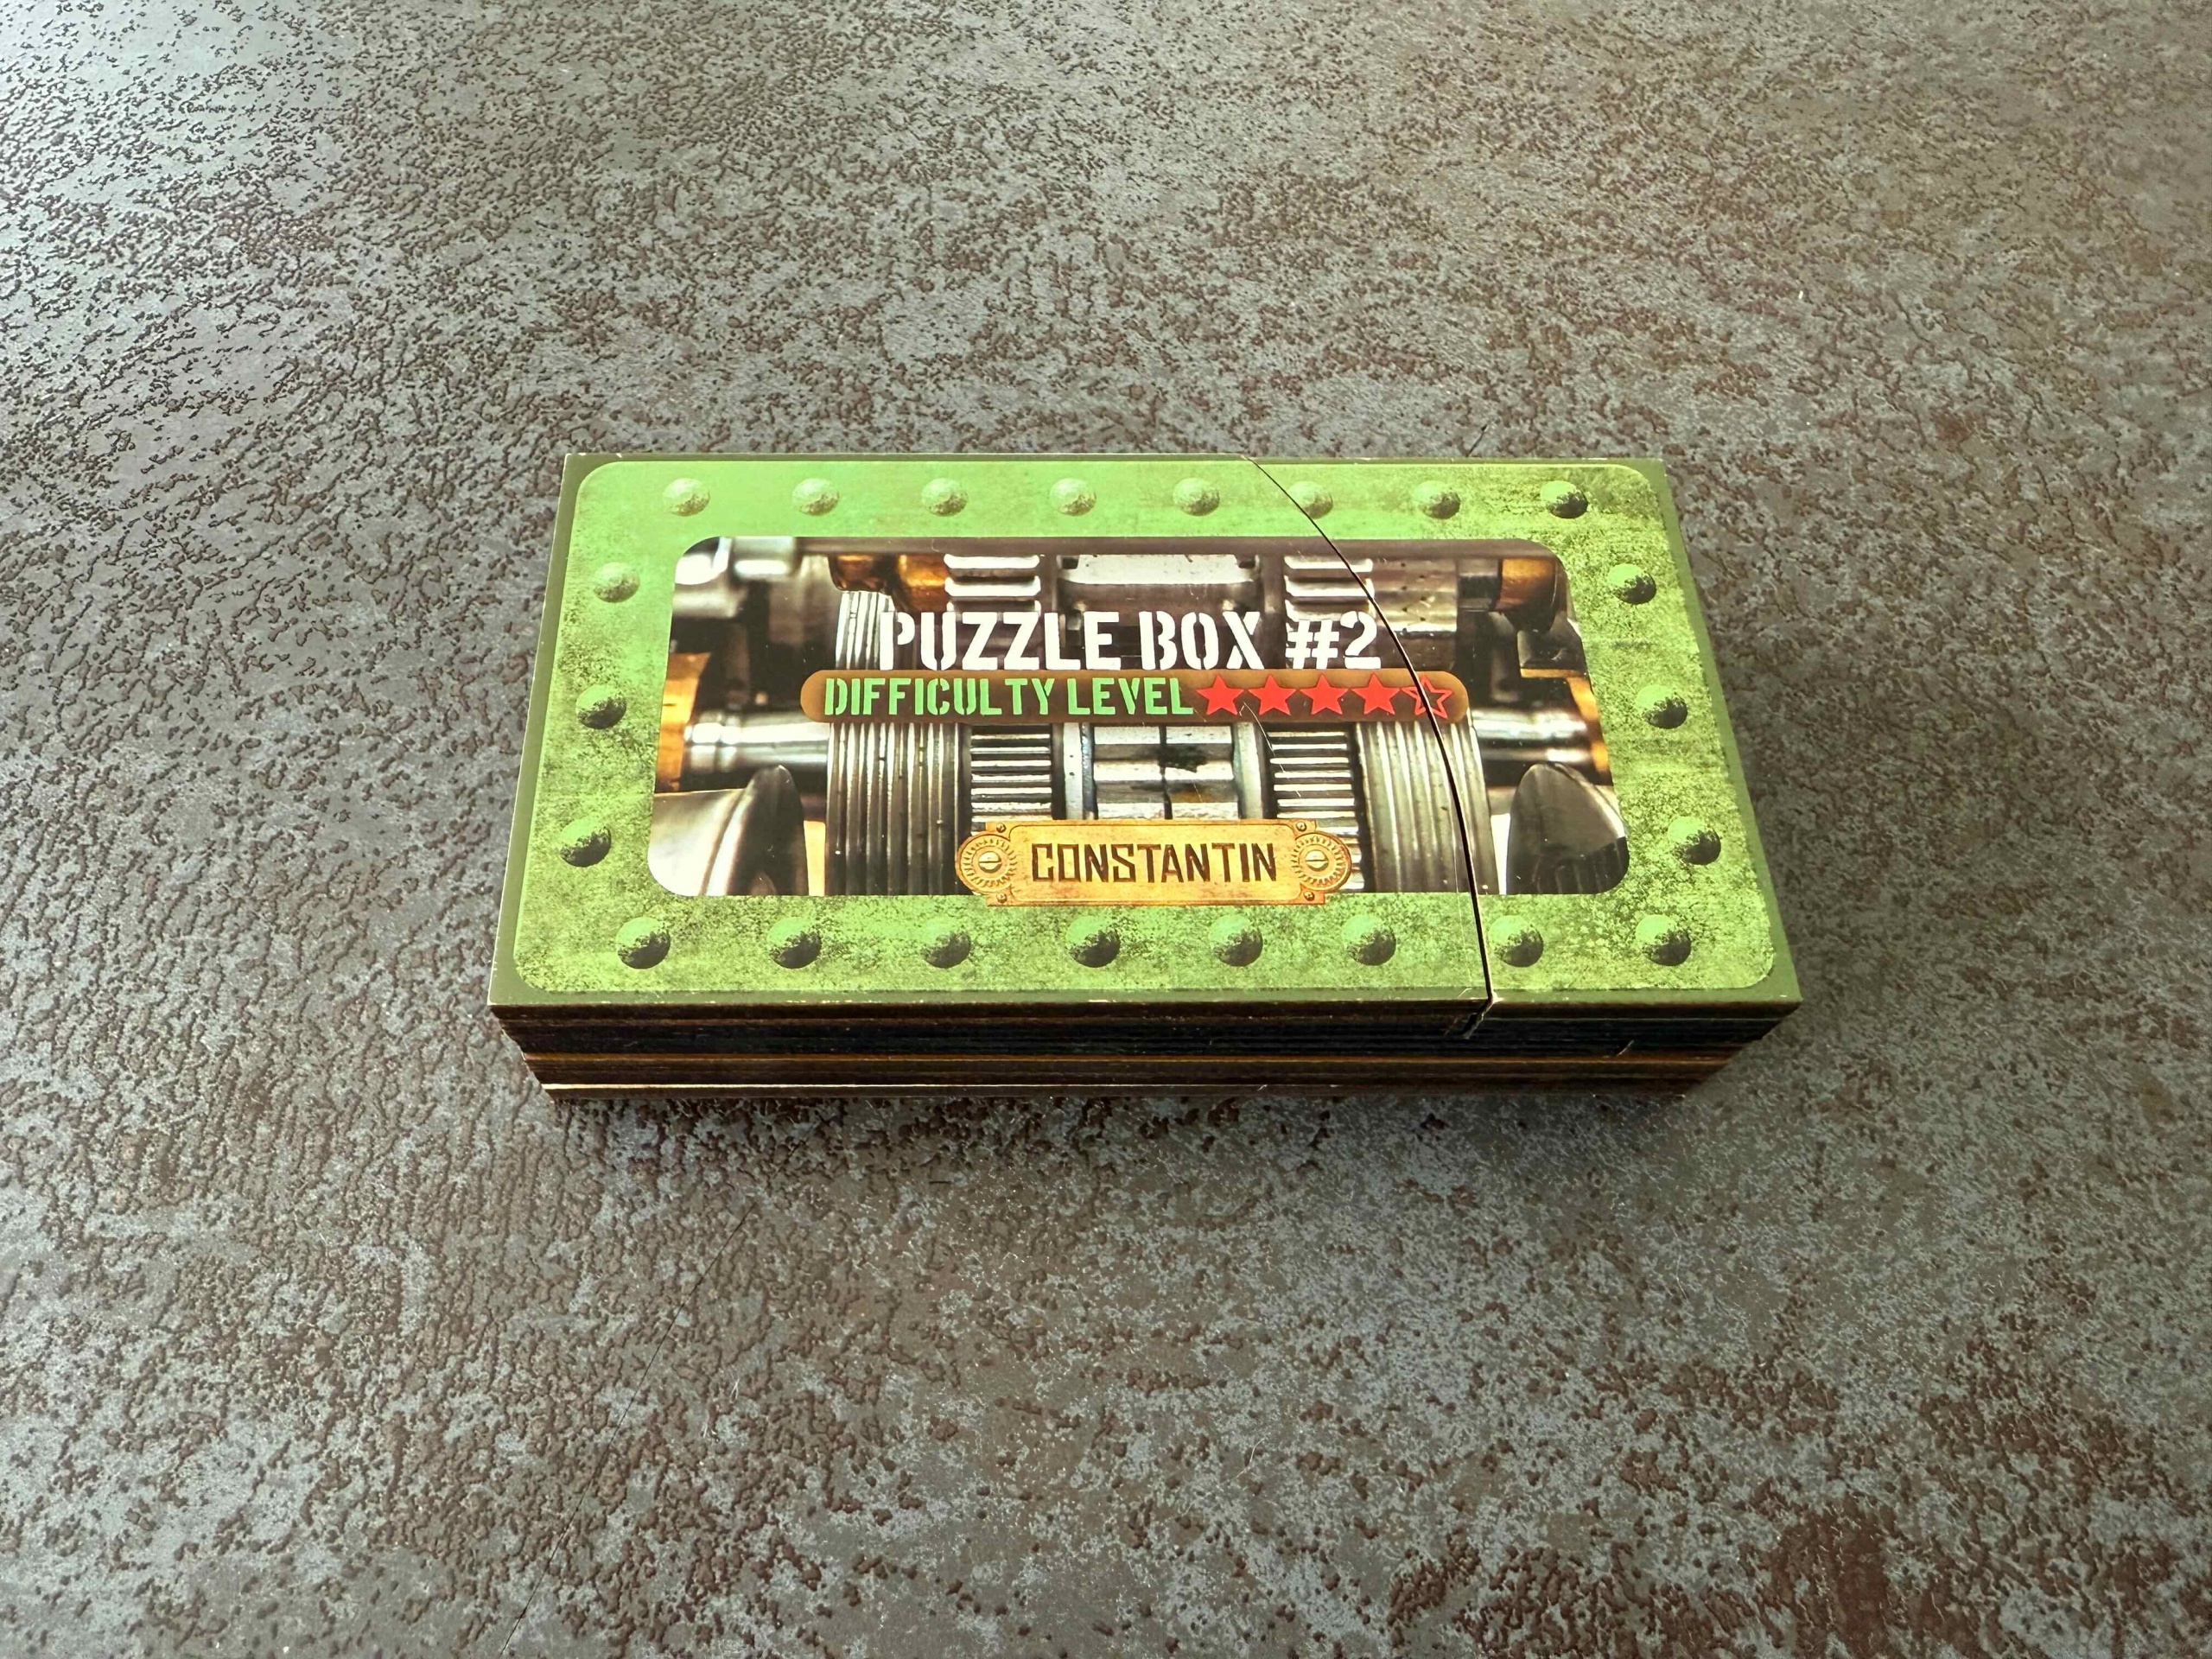 PUZZLE BOX #2
DIFFICULTY LEVEL ★★★★☆
CONSTANTIN